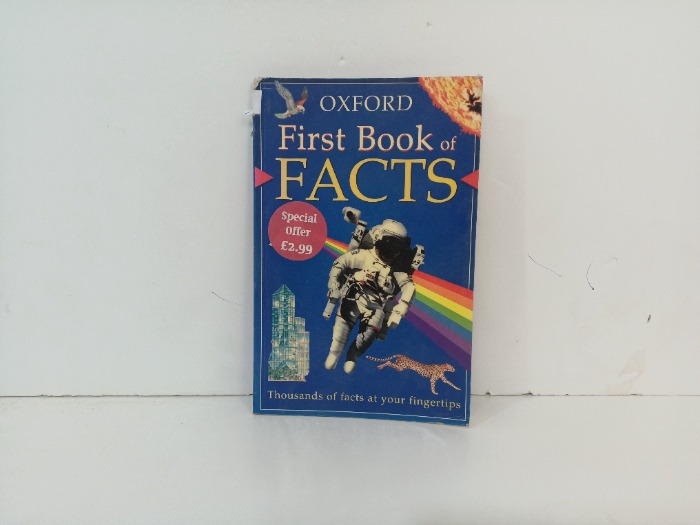 OXFORD
First Book of
FACTS
Special
Offer
£2.99
Thousands of facts at your fingertips